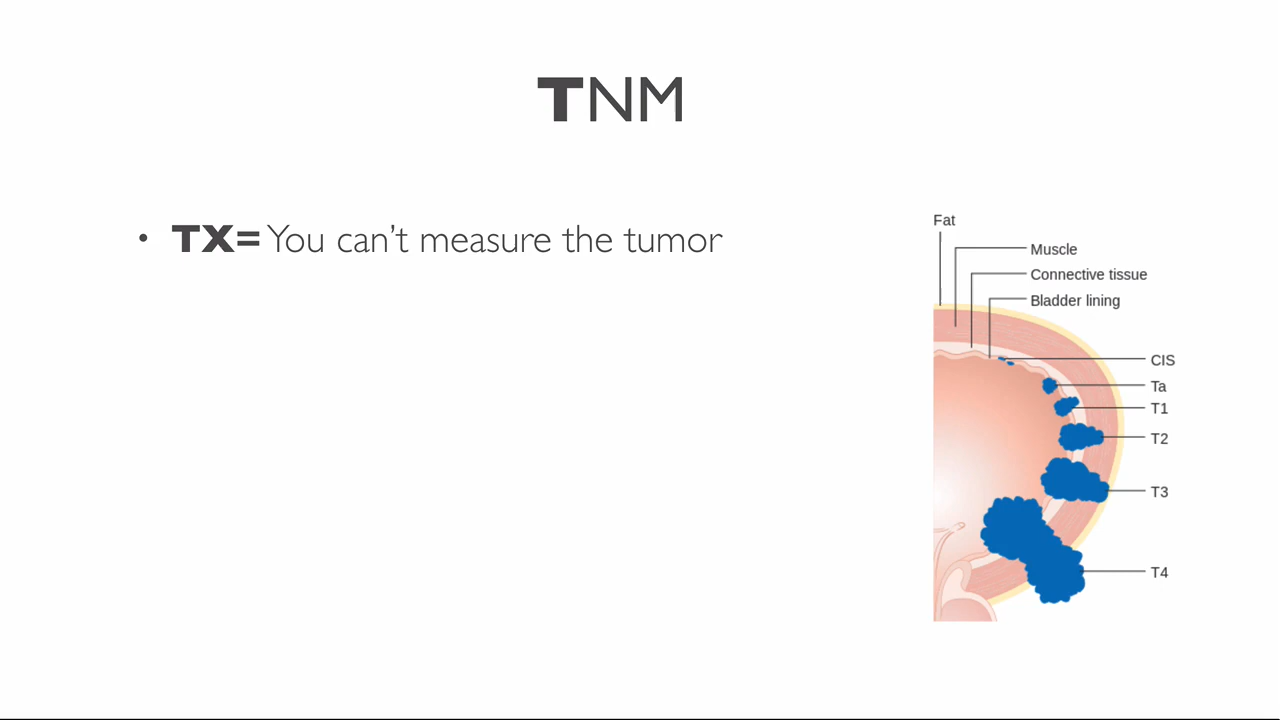 TNM
• TX= You can't measure the tumor
Fat
Muscle
Connective tissue
Bladder lining
CIS
Ta
T1
T2
T3
T4